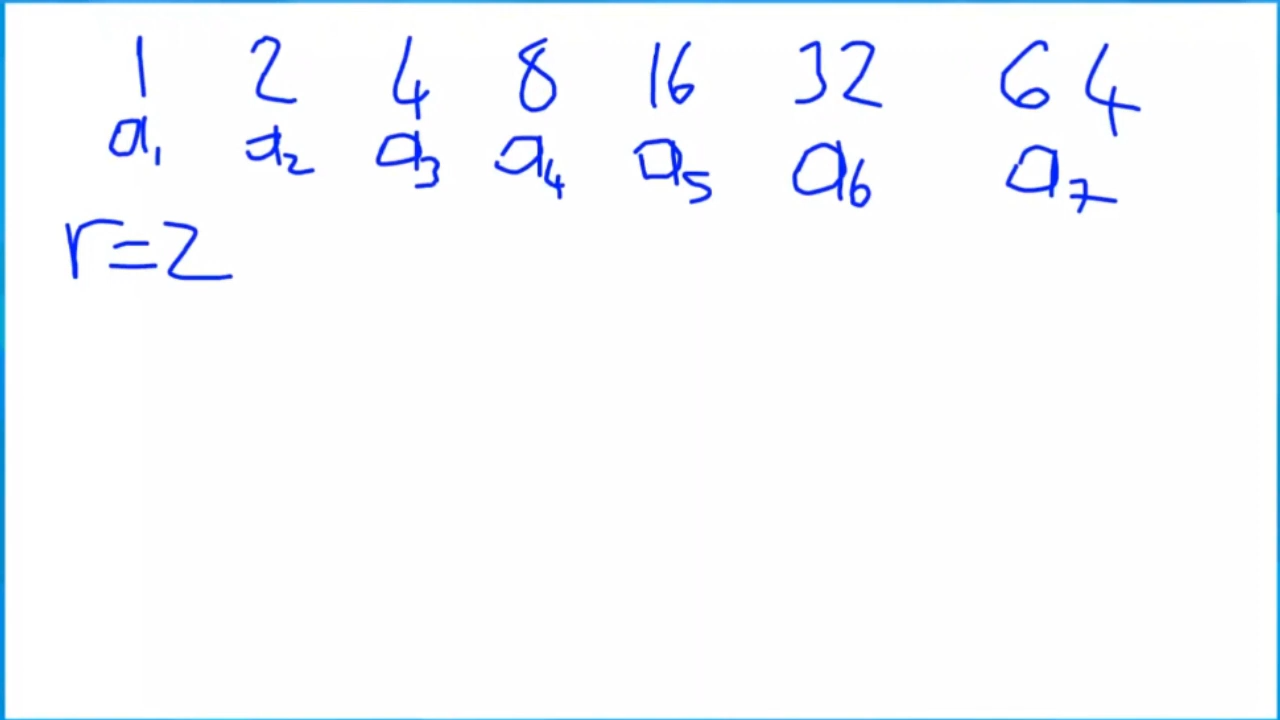 1 2 4 8 16 32 64
a₁ a₂ a₃ a₄ a₅ a₆ a₇
r=2